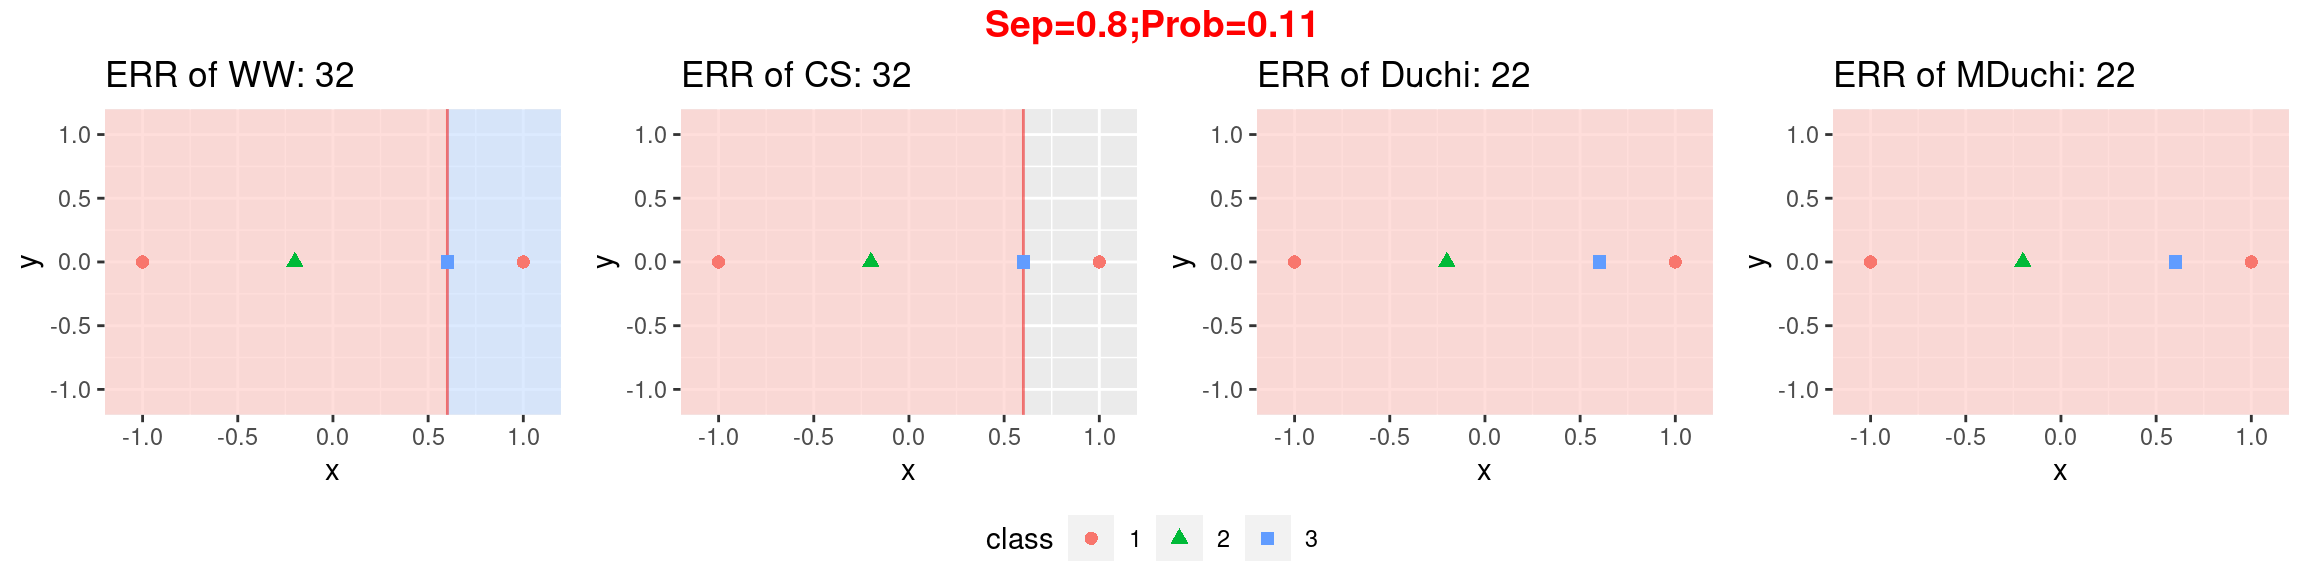 Sep=0.8;Prob=0.11
ERR of WW: 32
1.0
0.5
0.0
-0.5
-1.0
y
-1.0 -0.5 0.0 0.5 1.0
x
ERR of CS: 32
1.0
0.5
0.0
-0.5
-1.0
y
-1.0 -0.5 0.0 0.5 1.0
x
ERR of Duchi: 22
1.0
0.5
0.0
-0.5
-1.0
y
-1.0 -0.5 0.0 0.5 1.0
x
ERR of MDuchi: 22
1.0
0.5
0.0
-0.5
-1.0
y
-1.0 -0.5 0.0 0.5 1.0
x
class 1 2 3